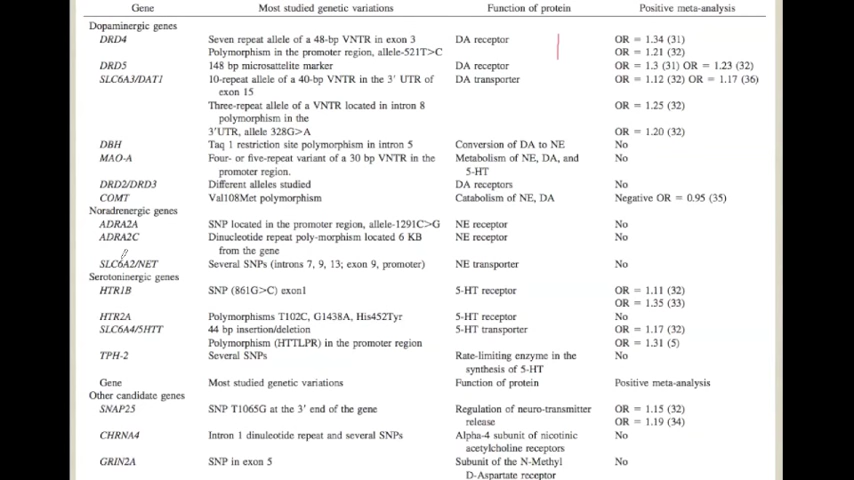 Gene Most studied genetic variations Function of protein Positive meta-analysis
Dopaminergic genes
DRD4 Seven repeat allele of a 48-bp VNTR in exon 3 DA receptor OR = 1.34 (31)
Polymorphism in the promoter region, allele-521T>C OR = 1.21 (32)
DRD5 148 bp microsattelite marker DA receptor OR = 1.3 (31) OR = 1.23 (32)
SLC6A3/DAT1 10-repeat allele of a 40-bp VNTR in the 3′ UTR of DA transporter OR = 1.12 (32) OR = 1.17 (36)
exon 15
Three-repeat allele of a VNTR located in intron 8 OR = 1.25 (32)
polymorphism in the
3′UTR, allele 328G>A OR = 1.20 (32)
DBH Taq 1 restriction site polymorphism in intron 5 Conversion of DA to NE No
MAO-A Four- or five-repeat variant of a 30 bp VNTR in the Metabolism of NE, DA, and No
promoter region. 5-HT
DRD2/DRD3 Different alleles studied DA receptors No
COMT Val108Met polymorphism Catabolism of NE, DA Negative OR = 0.95 (35)
Noradrenergic genes
ADRA2A SNP located in the promoter region, allele-1291C>G NE receptor No
ADRA2C Dinucleotide repeat poly-morphism located 6 KB NE receptor No
from the gene
SLC6A2/NET Several SNPs (introns 7, 9, 13; exon 9, promoter) NE transporter No
Serotoninergic genes
HTR1B SNP (861G>C) exon1 5-HT receptor OR = 1.11 (32)
OR = 1.35 (33)
HTR2A Polymorphisms T102C, G1438A, His452Tyr 5-HT receptor No
SLC6A4/5HTT 44 bp insertion/deletion 5-HT transporter OR = 1.17 (32)
Polymorphism (HTTLPR) in the promoter region OR = 1.31 (5)
TPH-2 Several SNPs Rate-limiting enzyme in the No
synthesis of 5-HT
Gene Most studied genetic variations Function of protein Positive meta-analysis
Other candidate genes
SNAP25 SNP T1065G at the 3′ end of the gene Regulation of neuro-transmitter OR = 1.15 (32)
release OR = 1.19 (34)
CHRNA4 Intron 1 dinuleotide repeat and several SNPs Alpha-4 subunit of nicotinic No
acetylcholine receptors
GRIN2A SNP in exon 5 Subunit of the N-Methyl No
D-Aspartate receptor